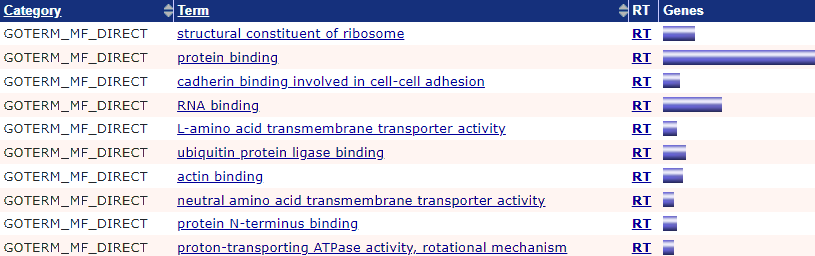 Category Term RT Genes
GOTERM_MF_DIRECT structural constituent of ribosome RT
GOTERM_MF_DIRECT protein binding RT
GOTERM_MF_DIRECT cadherin binding involved in cell-cell adhesion RT
GOTERM_MF_DIRECT RNA binding RT
GOTERM_MF_DIRECT L-amino acid transmembrane transporter activity RT
GOTERM_MF_DIRECT ubiquitin protein ligase binding RT
GOTERM_MF_DIRECT actin binding RT
GOTERM_MF_DIRECT neutral amino acid transmembrane transporter activity RT
GOTERM_MF_DIRECT protein N-terminus binding RT
GOTERM_MF_DIRECT proton-transporting ATPase activity, rotational mechanism RT